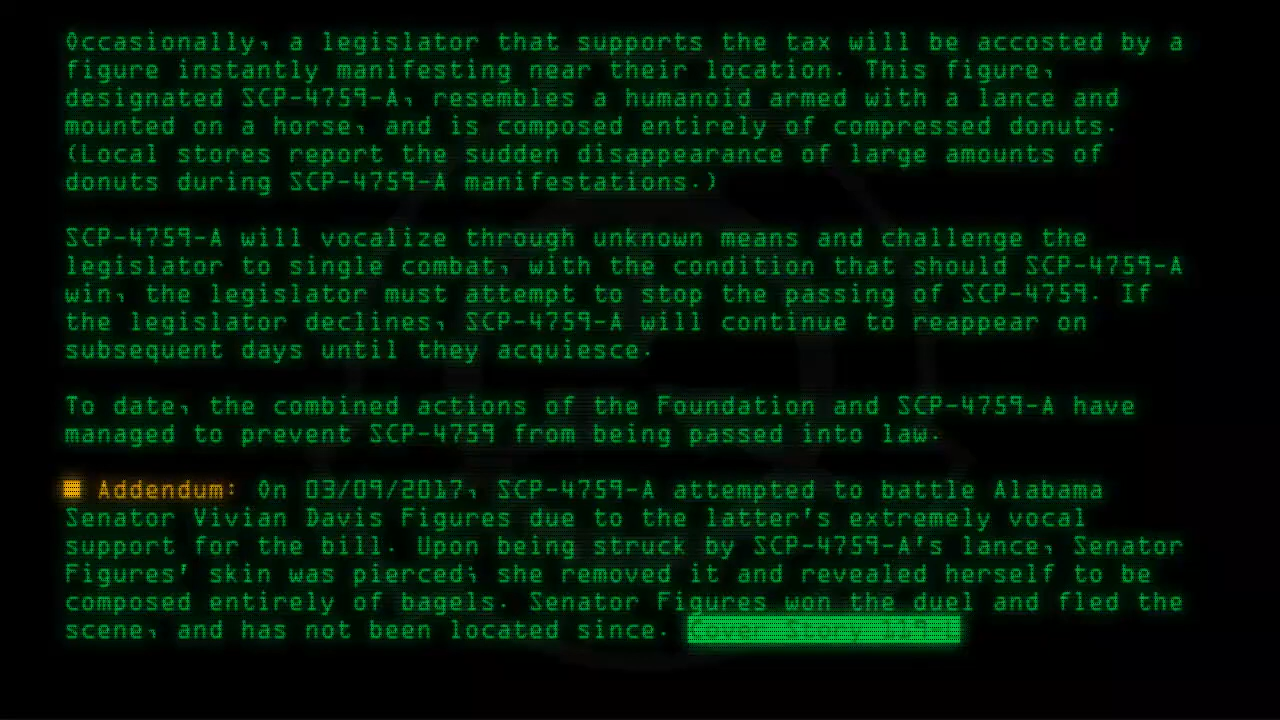 Occasionally, a legislator that supports the tax will be accosted by a
figure instantly manifesting near their location. This figure,
designated SCP-4759-A, resembles a humanoid armed with a lance and
mounted on a horse, and is composed entirely of compressed donuts.
(Local stores report the sudden disappearance of large amounts of
donuts during SCP-4759-A manifestations.)
SCP-4759-A will vocalize through unknown means and challenge the
legislator to single combat, with the condition that should SCP-4759-A
win, the legislator must attempt to stop the passing of SCP-4759. If
the legislator declines, SCP-4759-A will continue to reappear on
subsequent days until they acquiesce.
To date, the combined actions of the Foundation and SCP-4759-A have
managed to prevent SCP-4759 from being passed into law.
Addendum: On 03/09/2017, SCP-4759-A attempted to battle Alabama
Senator Vivian Davis Figures due to the latter's extremely vocal
support for the bill. Upon being struck by SCP-4759-A's lance, Senator
Figures' skin was pierced; she removed it and revealed herself to be
composed entirely of bagels. Senator Figures won the duel and fled the
scene, and has not been located since. Cover Story